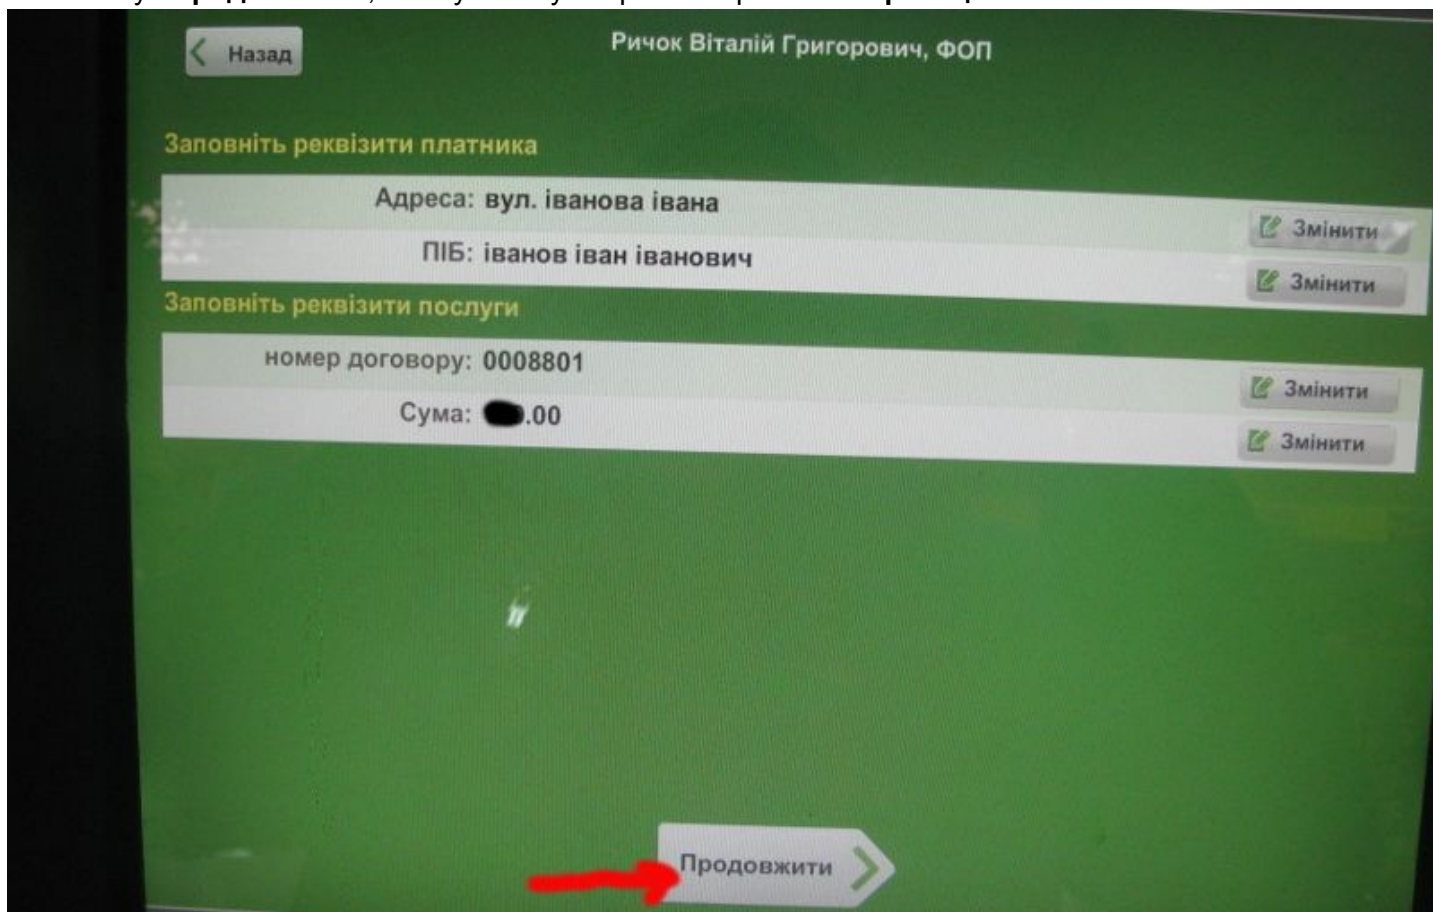 Назад
Ричок Віталій Григорович, ФОП
Заповніть реквізити платника
Адреса: вул. іванова івана
Змінити
ПІБ: іванов іван іванович
Змінити
Заповніть реквізити послуги
номер договору: 0008801
Змінити
Сума: .00
Змінити
Продовжити